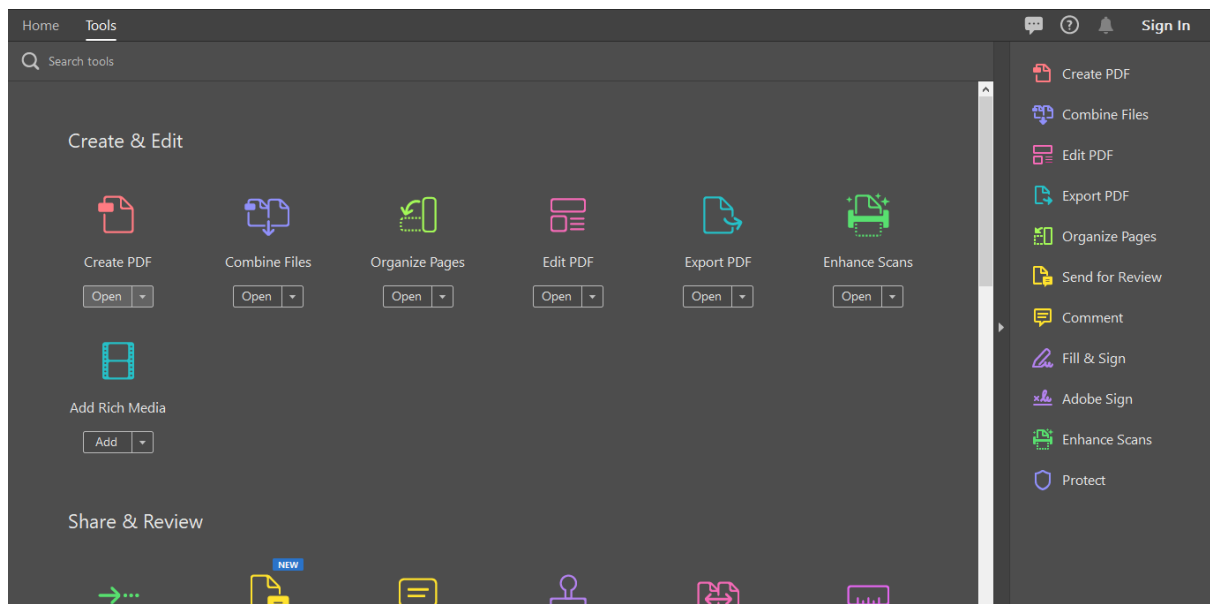 Home Tools Sign In
Search tools
Create & Edit
Create PDF Combine Files Organize Pages Edit PDF Export PDF Enhance Scans
Open Open Open Open Open Open
Add Rich Media
Add
Share & Review
NEW
Create PDF
Combine Files
Edit PDF
Export PDF
Organize Pages
Send for Review
Comment
Fill & Sign
Adobe Sign
Enhance Scans
Protect